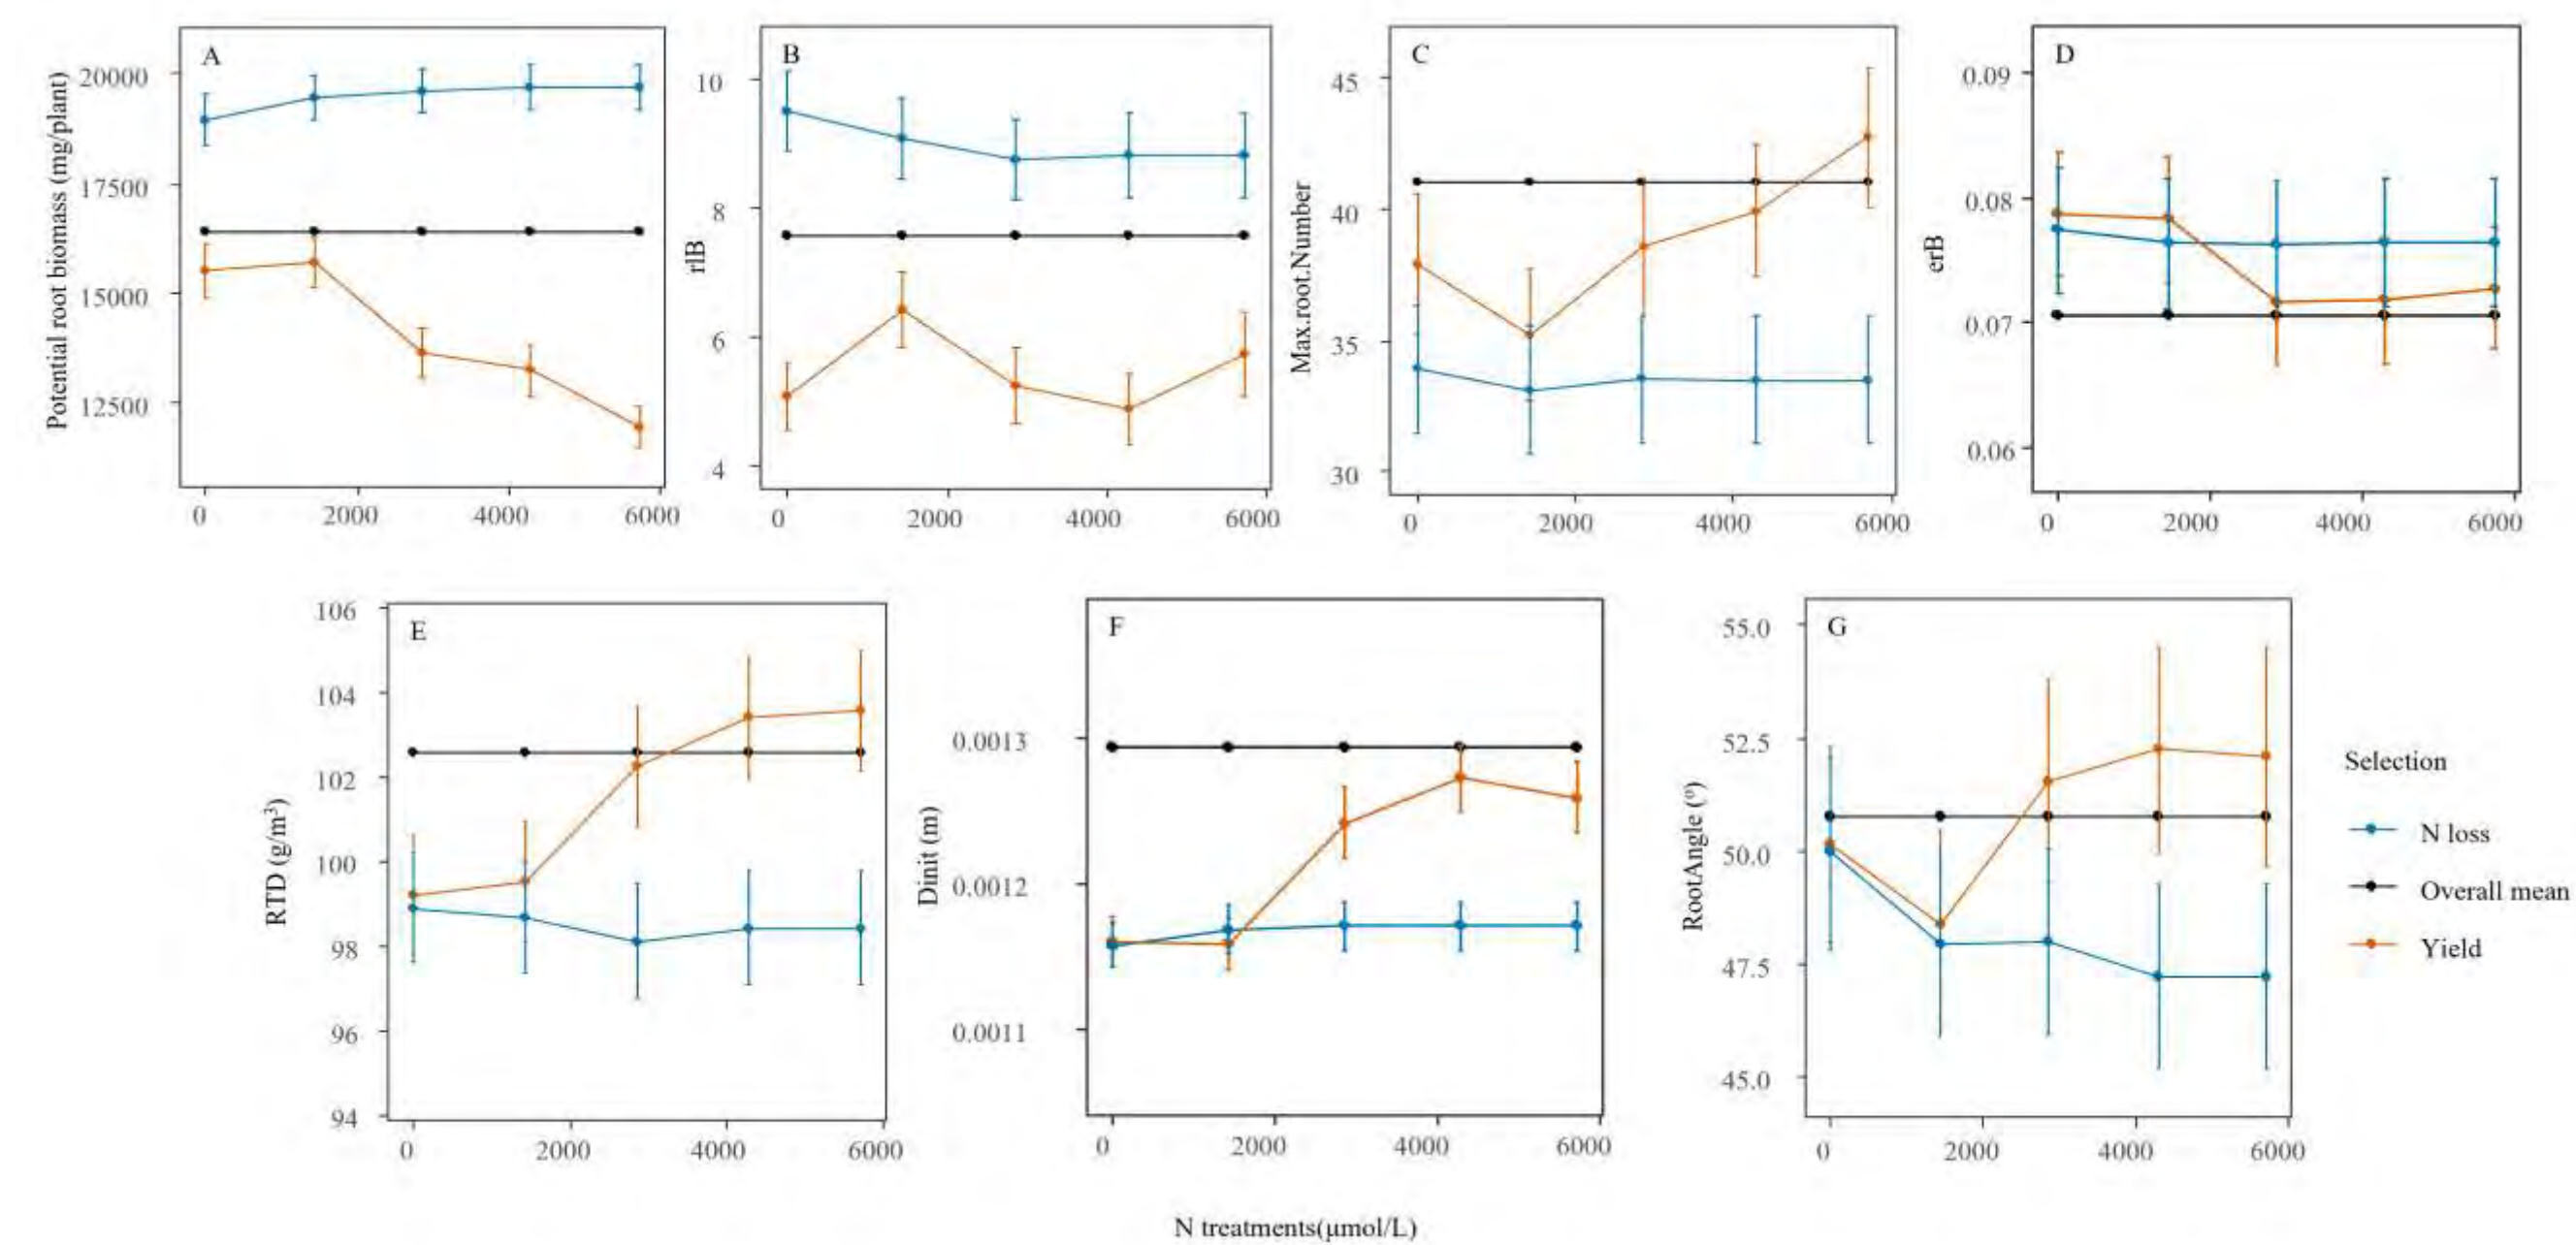 A
Potential root biomass (mg/plant)
20000
17500
15000
12500
0 2000 4000 6000
B
rlB
10
8
6
4
0 2000 4000 6000
C
Max.root.Number
45
40
35
30
0 2000 4000 6000
D
erB
0.09
0.08
0.07
0.06
0 2000 4000 6000
E
RTD (g/m³)
106
104
102
100
98
96
94
0 2000 4000 6000
F
Dinit (m)
0.0013
0.0012
0.0011
0 2000 4000 6000
G
RootAngle (°)
55.0
52.5
50.0
47.5
45.0
0 2000 4000 6000
Selection
N loss
Overall mean
Yield
N treatments(μmol/L)